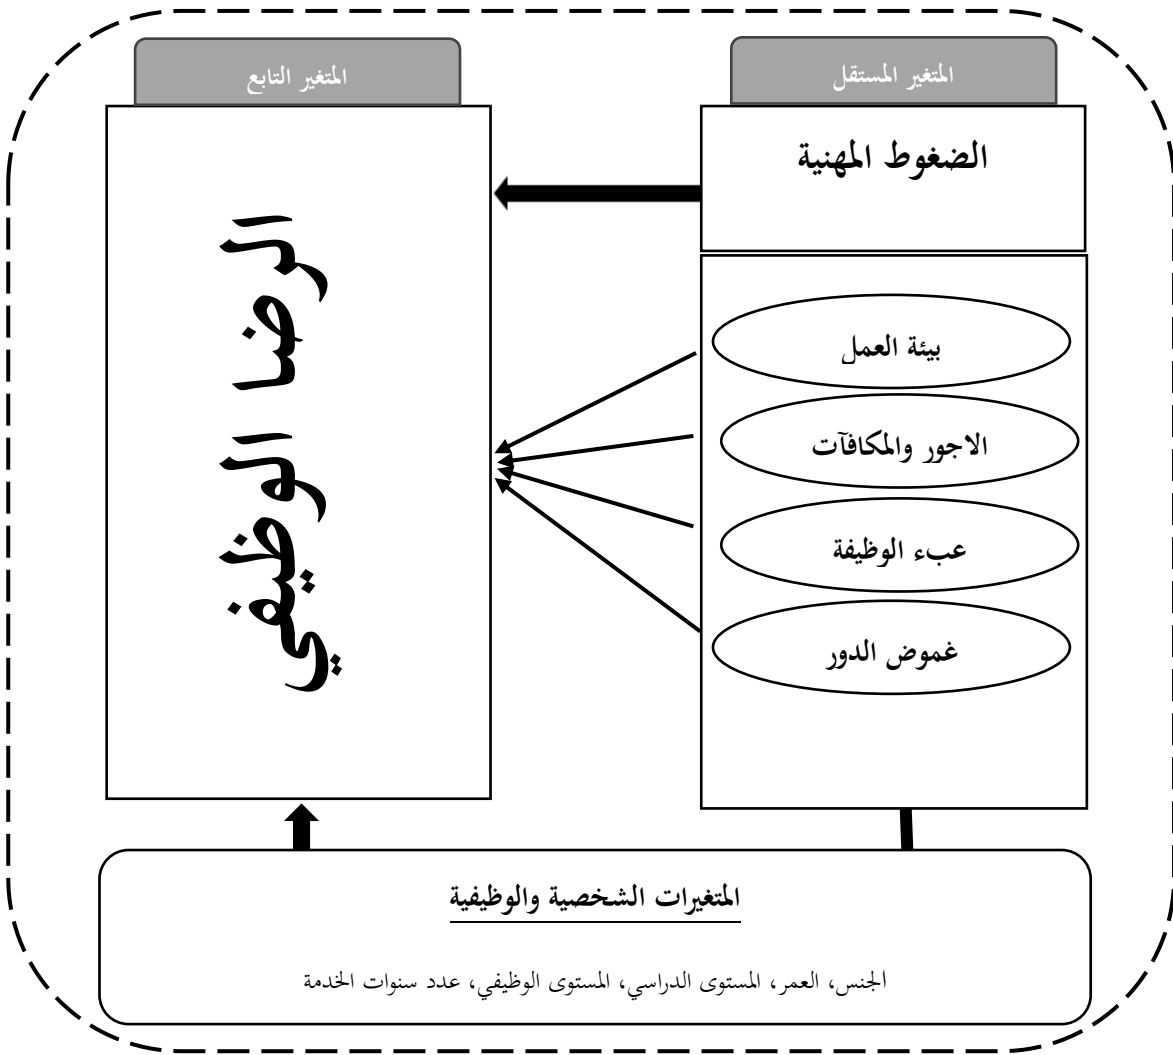 المتغير المستقل
المتغير التابع
الضغوط المهنية
الرضا الوظيفي
بيئة العمل
الاجور والمكافآت
عبء الوظيفة
غموض الدور
المتغيرات الشخصية والوظيفية
الجنس، العمر، المستوى الدراسي، المستوى الوظيفي، عدد سنوات الخدمة